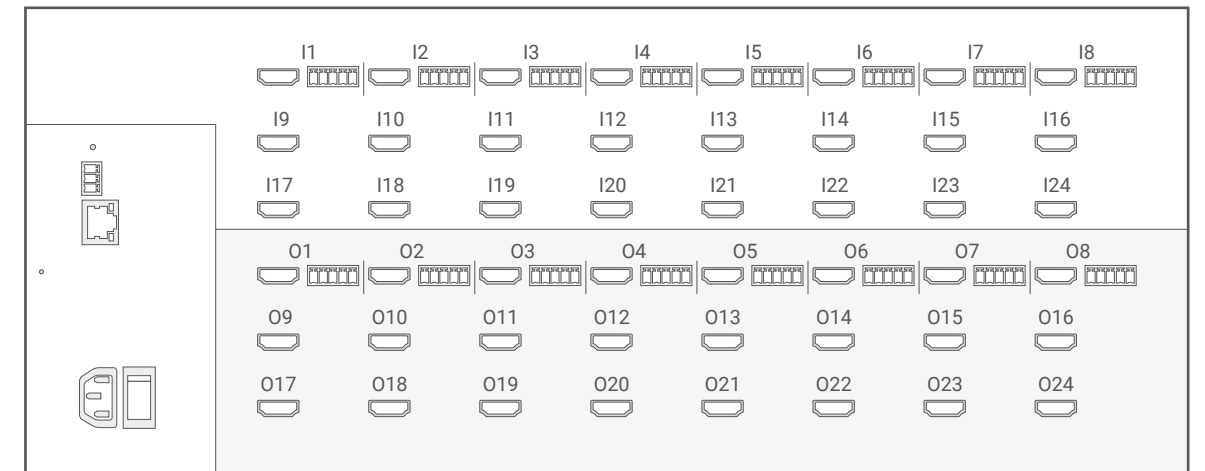 I1 I2 I3 I4 I5 I6 I7 I8
I9 I10 I11 I12 I13 I14 I15 I16
I17 I18 I19 I20 I21 I22 I23 I24
O1 O2 O3 O4 O5 O6 O7 O8
O9 O10 O11 O12 O13 O14 O15 O16
O17 O18 O19 O20 O21 O22 O23 O24